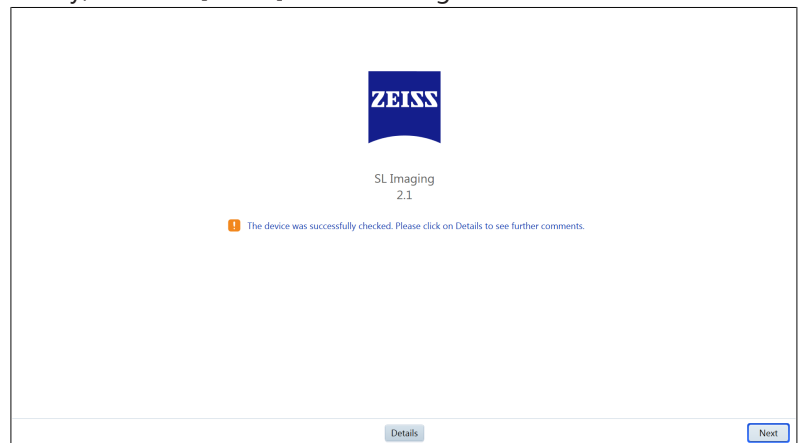 ZEISS
SL Imaging
2.1
! The device was successfully checked. Please click on Details to see further comments.
Details
Next